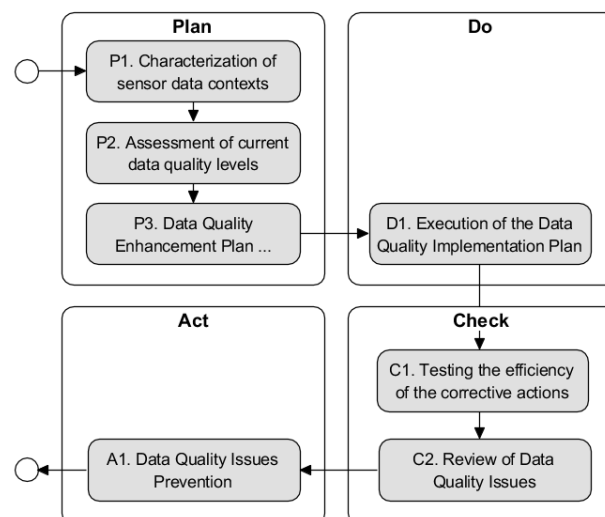 Plan
P1. Characterization of
sensor data contexts
P2. Assessment of current
data quality levels
P3. Data Quality
Enhancement Plan ...
Do
D1. Execution of the Data
Quality Implementation Plan
Check
C1. Testing the efficiency
of the corrective actions
C2. Review of Data
Quality Issues
Act
A1. Data Quality Issues
Prevention